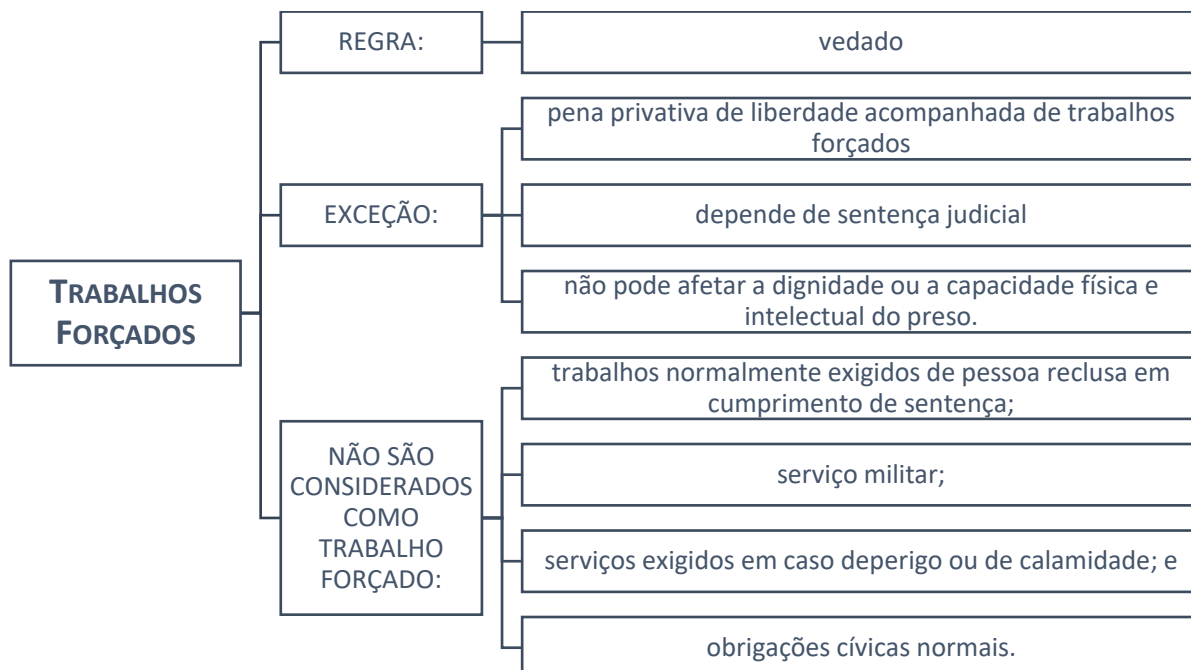 TRABALHOS
FORÇADOS
REGRA:
vedado
EXCEÇÃO:
pena privativa de liberdade acompanhada de trabalhos
forçados
depende de sentença judicial
não pode afetar a dignidade ou a capacidade física e
intelectual do preso.
NÃO SÃO
CONSIDERADOS
COMO
TRABALHO
FORÇADO:
trabalhos normalmente exigidos de pessoa reclusa em
cumprimento de sentença;
serviço militar;
serviços exigidos em caso deperigo ou de calamidade; e
obrigações cívicas normais.